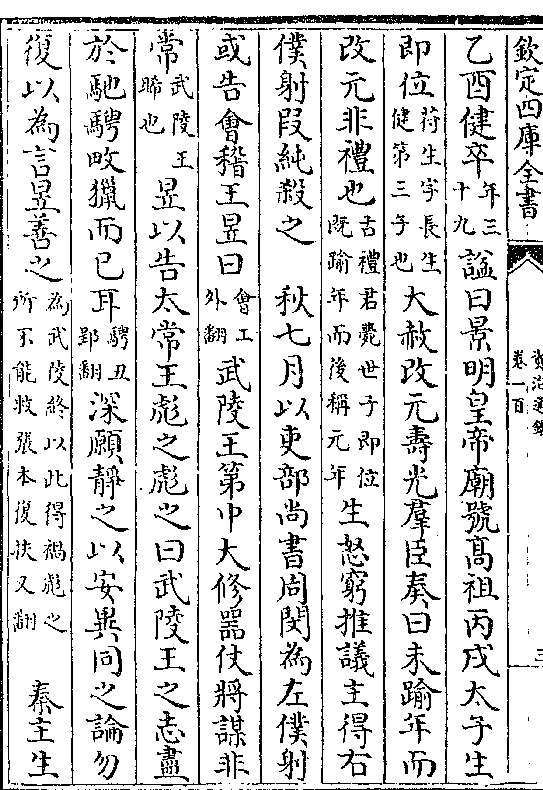 欽定四庫全書
資治通鑑
卷一百
三
乙酉健卒年三十九諡曰景明皇帝廟號髙祖丙戌太子生
即位苻生字長生健第三子也大赦改元壽光羣臣奏曰未踰年而
改元非禮也古禮君薨世子即位既踰年而後稱元年生怒窮推議主得右
僕射段純殺之 秋七月以吏部尚書周閔為左僕射
或告會稽王昱曰會工外翻武陵王第中大修器仗將謀非
常武陵王晞也昱以告太常王彪之彪之曰武陵王之志盡
於馳騁畋獵而已耳騁丑郢翻深願靜之以安異同之論勿
復以為言昱善之為武陵終以此得禍彪之所不能救張本復扶又翻 秦主生